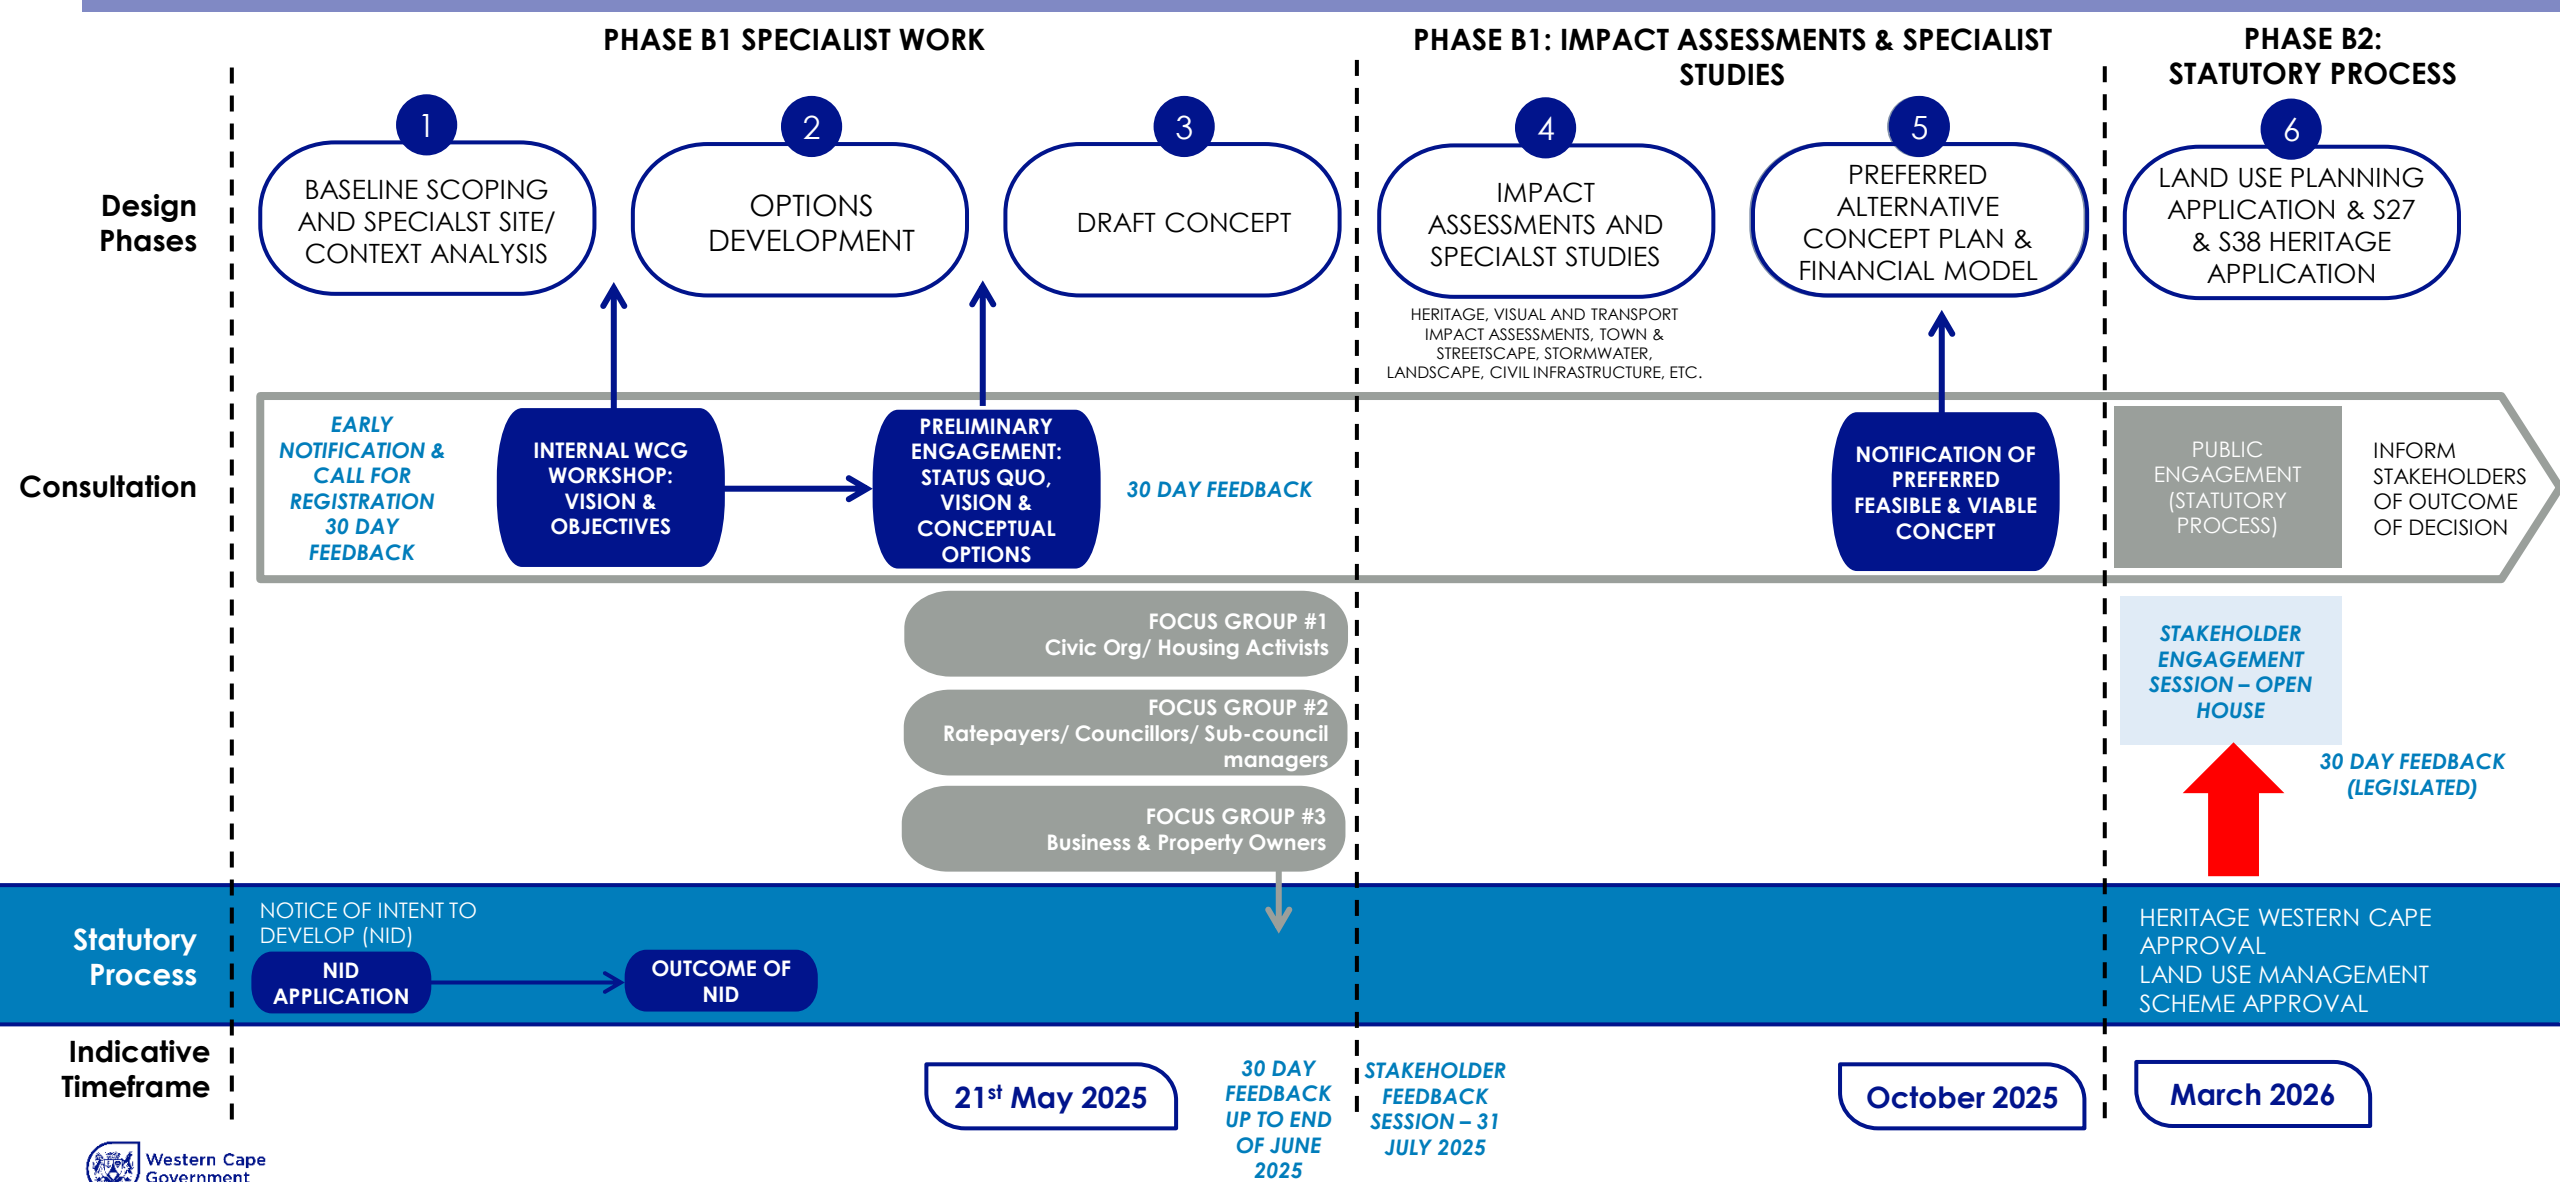 PHASE B1 SPECIALIST WORK
PHASE B1: IMPACT ASSESSMENTS & SPECIALIST
STUDIES
PHASE B2:
STATUTORY PROCESS
Design
Phases
1
BASELINE SCOPING
AND SPECIALST SITE/
CONTEXT ANALYSIS
2
OPTIONS
DEVELOPMENT
3
DRAFT CONCEPT
4
IMPACT
ASSESSMENTS AND
SPECIALST STUDIES
HERITAGE, VISUAL AND TRANSPORT
IMPACT ASSESSMENTS, TOWN &
STREETSCAPE, STORMWATER,
LANDSCAPE, CIVIL INFRASTRUCTURE, ETC.
5
PREFERRED
ALTERNATIVE
CONCEPT PLAN &
FINANCIAL MODEL
6
LAND USE PLANNING
APPLICATION & S27
& S38 HERITAGE
APPLICATION
Consultation
EARLY
NOTIFICATION &
CALL FOR
REGISTRATION
30 DAY
FEEDBACK
INTERNAL WCG
WORKSHOP:
VISION &
OBJECTIVES
PRELIMINARY
ENGAGEMENT:
STATUS QUO,
VISION &
CONCEPTUAL
OPTIONS
30 DAY FEEDBACK
NOTIFICATION OF
PREFERRED
FEASIBLE & VIABLE
CONCEPT
PUBLIC
ENGAGEMENT
(STATUTORY
PROCESS)
INFORM
STAKEHOLDERS
OF OUTCOME
OF DECISION
FOCUS GROUP #1
Civic Org/ Housing Activists
FOCUS GROUP #2
Ratepayers/ Councillors/ Sub-council
managers
FOCUS GROUP #3
Business & Property Owners
STAKEHOLDER
ENGAGEMENT
SESSION – OPEN
HOUSE
30 DAY FEEDBACK
(LEGISLATED)
Statutory
Process
NOTICE OF INTENT TO
DEVELOP (NID)
NID
APPLICATION
OUTCOME OF
NID
HERITAGE WESTERN CAPE
APPROVAL
LAND USE MANAGEMENT
SCHEME APPROVAL
Indicative
Timeframe
21st May 2025
30 DAY
FEEDBACK
UP TO END
OF JUNE
2025
STAKEHOLDER
FEEDBACK
SESSION – 31
JULY 2025
October 2025
March 2026
Western Cape
Government